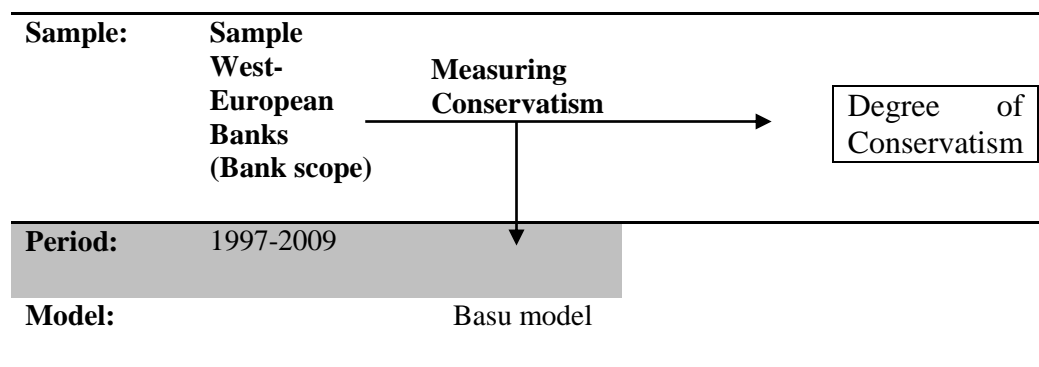 Sample:
Sample
West-
European
Banks
(Bank scope)
Measuring
Conservatism
Degree of
Conservatism
Period: 1997-2009
Model: Basu model